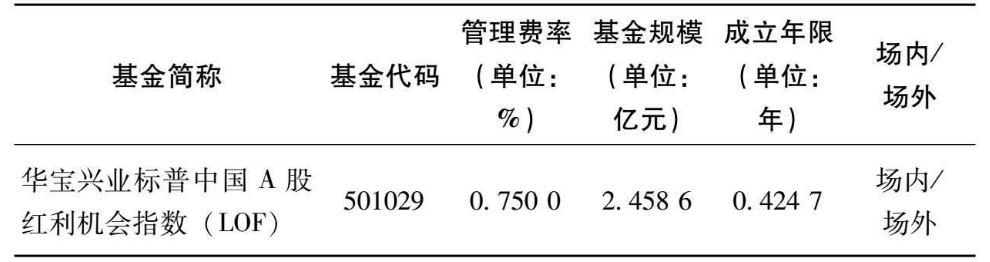 基金简称 基金代码 管理费率（单位：%） 基金规模（单位：亿元） 成立年限（单位：年） 场内/场外
华宝兴业标普中国 A 股红利机会指数（LOF） 501029 0.750 0 2.458 6 0.424 7 场内/场外